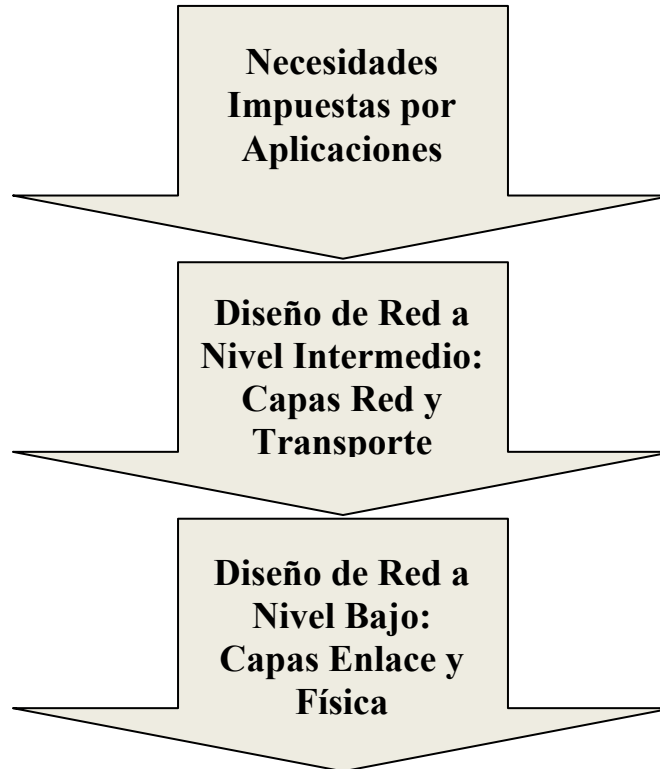 Necesidades
Impuestas por
Aplicaciones
Diseño de Red a
Nivel Intermedio:
Capas Red y
Transporte
Diseño de Red a
Nivel Bajo:
Capas Enlace y
Física